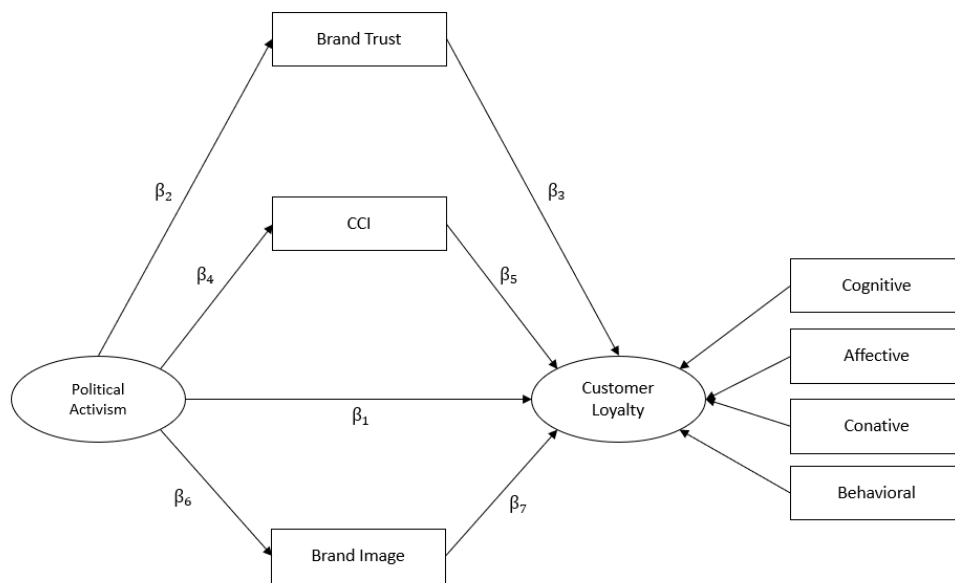 Brand Trust
β₂
β₃
CCI
β₄
β₅
Cognitive
Affective
Political
Activism
β₁
Customer
Loyalty
Conative
Behavioral
β₆
β₇
Brand Image